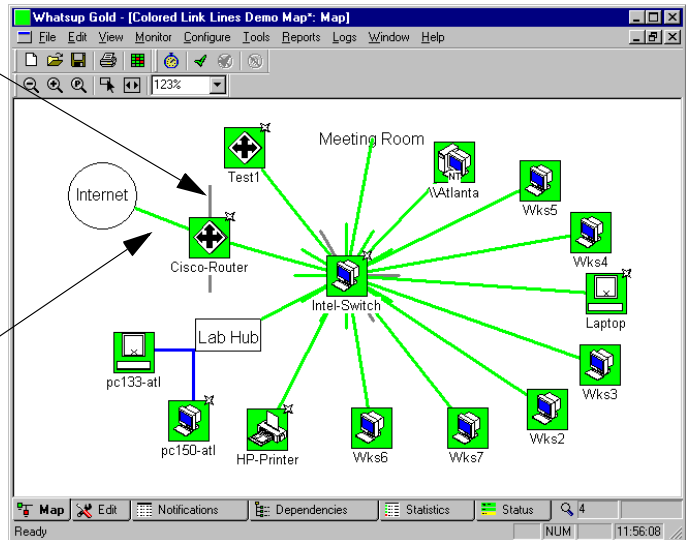 Whatsup Gold - [Colored Link Lines Demo Map*: Map]
File Edit View Monitor Configure Tools Reports Logs Window Help
123%
Meeting Room
Test1
NT
\\Atlanta
Internet
Wks5
Wks4
Cisco-Router
Intel-Switch
Laptop
Lab Hub
pc133-atl
Wks3
Wks2
pc150-atl
HP-Printer
Wks6
Wks7
Map Edit Notifications Dependencies Statistics Status 4
Ready NUM 11:56:08